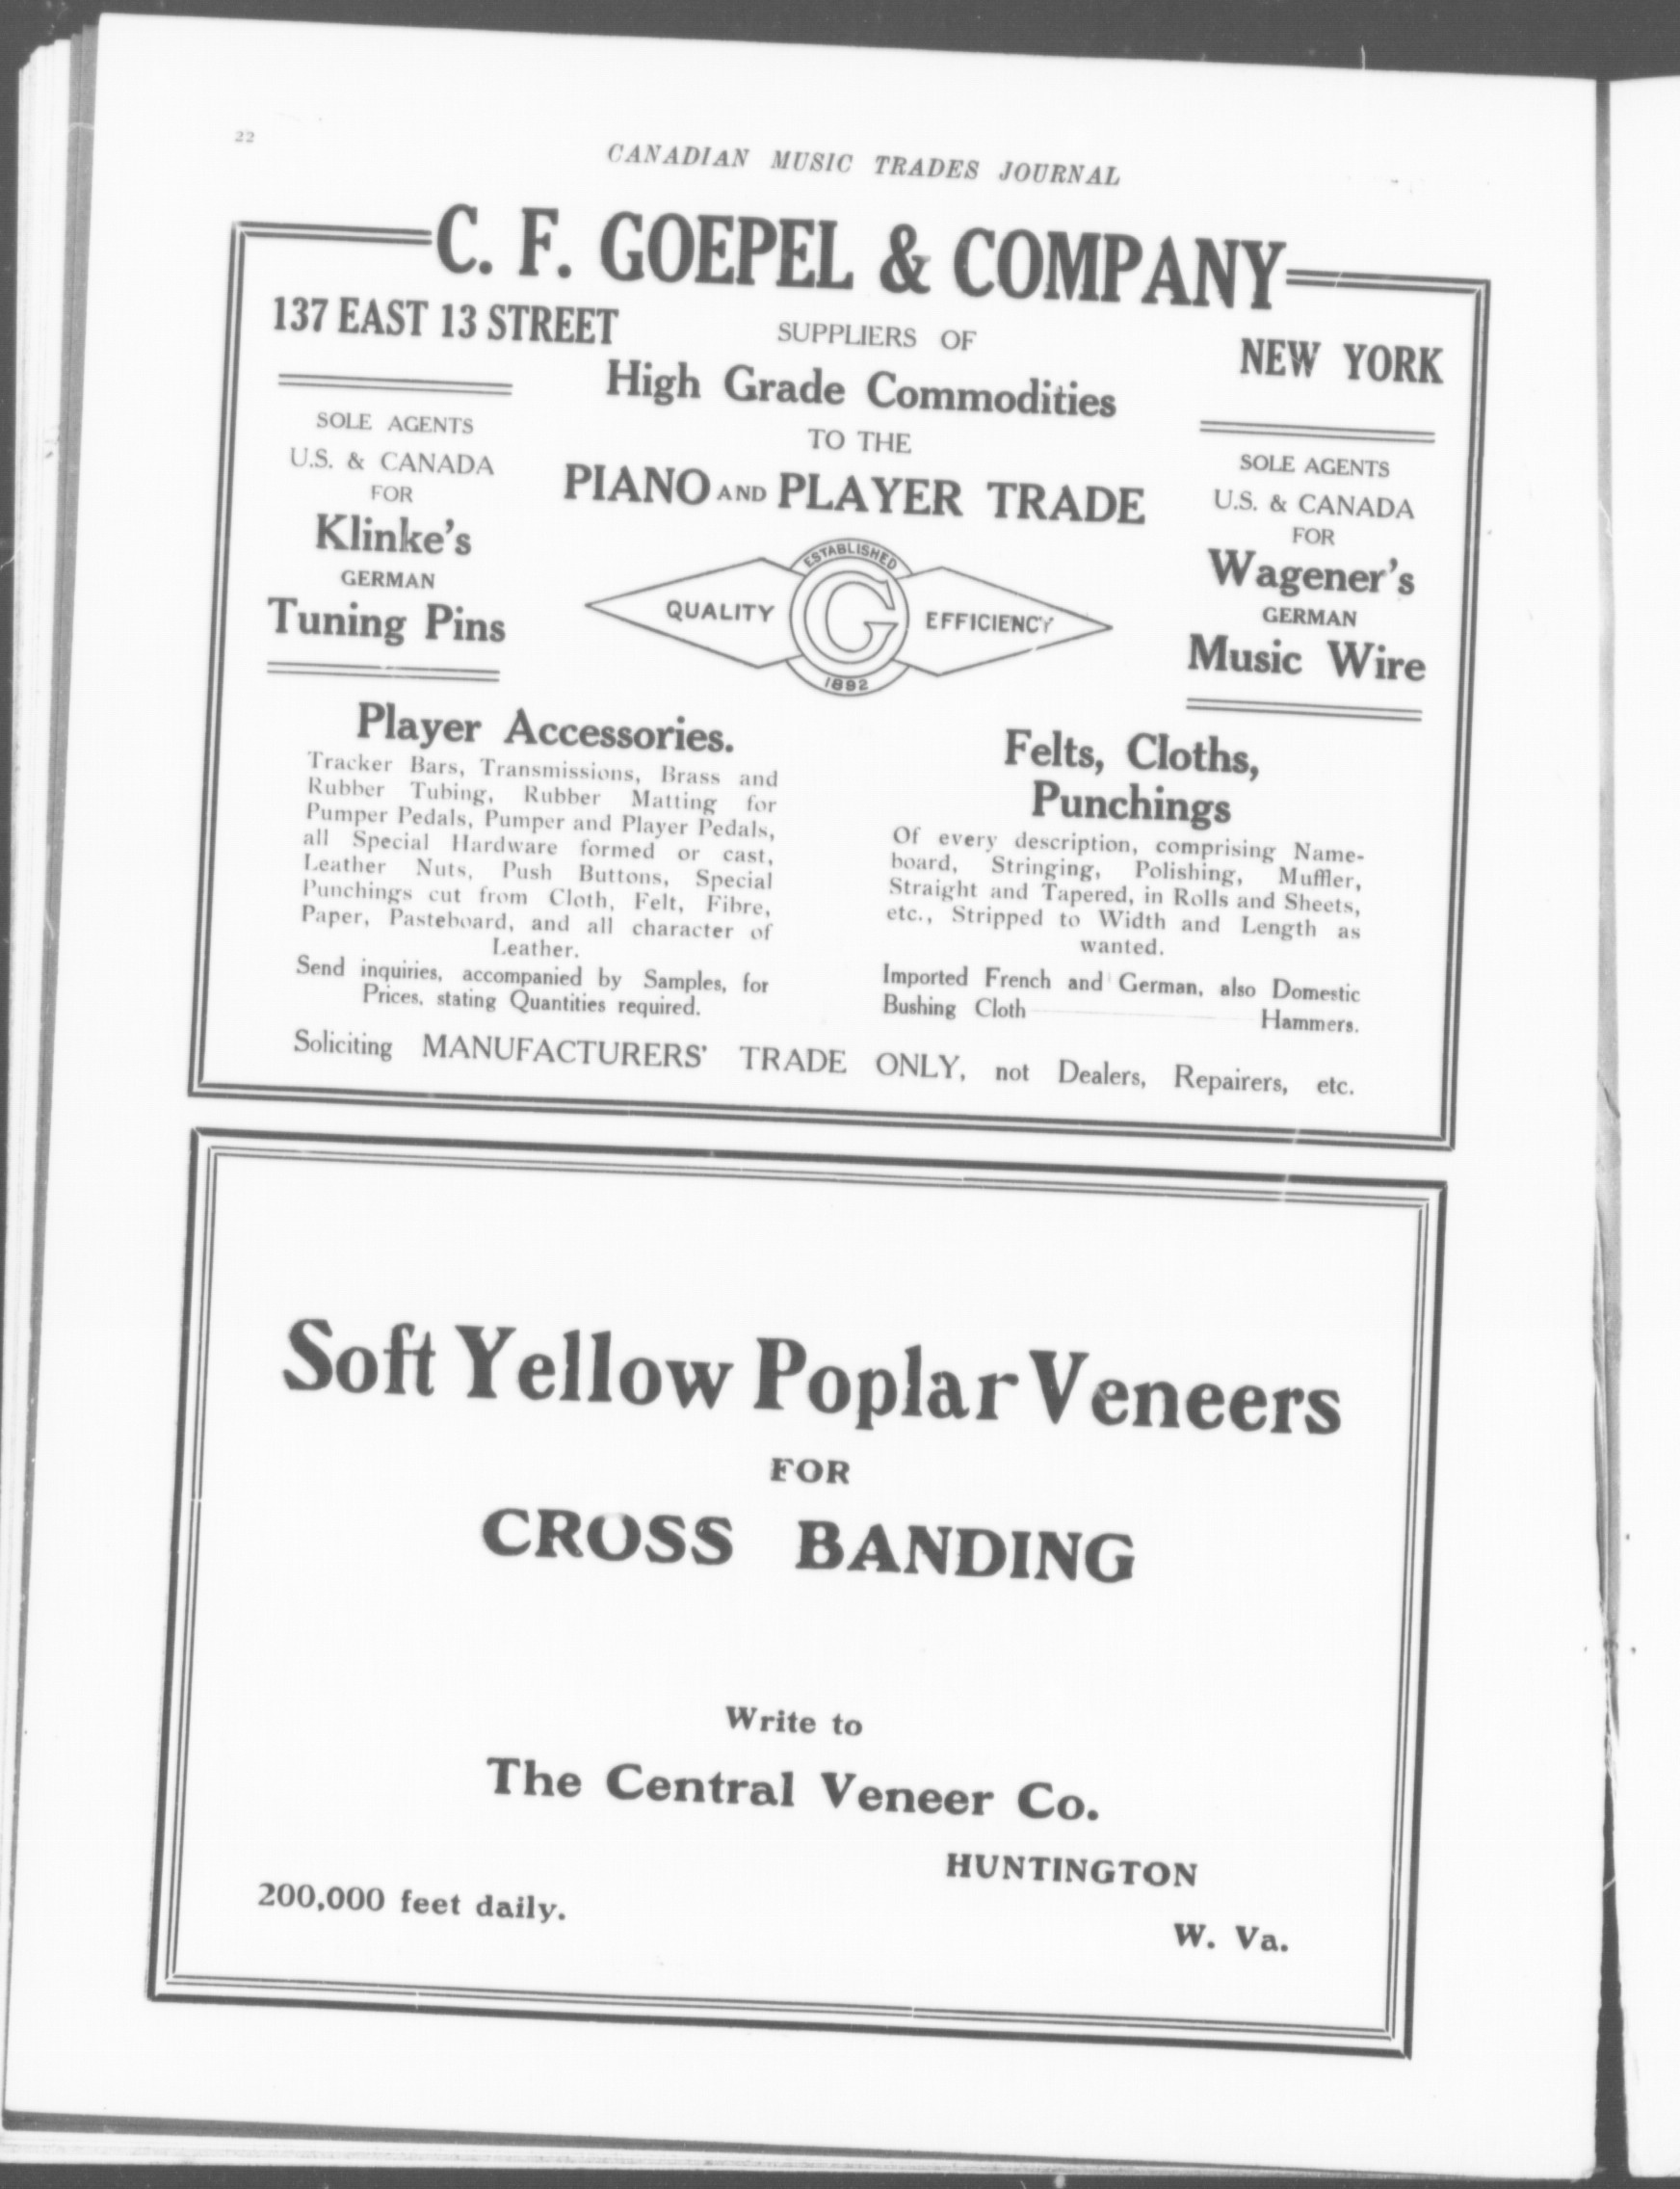 22
CANADIAN MUSIC TRADES JOURNAL
C. F. GOEPEL & COMPANY
137 EAST 13 STREET
SUPPLIERS OF
NEW YORK
High Grade Commodities
TO THE
PIANO AND PLAYER TRADE
SOLE AGENTS
U.S. & CANADA
FOR
Klinke's
GERMAN
Tuning Pins
ESTABLISHED
QUALITY G EFFICIENCY
1892
SOLE AGENTS
U.S. & CANADA
FOR
Wagener's
GERMAN
Music Wire
Player Accessories.
Tracker Bars, Transmissions, Brass and
Rubber Tubing, Rubber Matting for
Pumper Pedals, Pumper and Player Pedals,
all Special Hardware formed or cast,
Leather Nuts, Push Buttons, Special
Punchings cut from Cloth, Felt, Fibre,
Paper, Pasteboard, and all character of
Leather.
Send inquiries, accompanied by Samples, for
Prices, stating Quantities required.
Felts, Cloths,
Punchings
Of every description, comprising Name-
board, Stringing, Polishing, Muffler,
Straight and Tapered, in Rolls and Sheets,
etc., Stripped to Width and Length as
wanted.
Imported French and German, also Domestic
Bushing Cloth Hammers.
Soliciting MANUFACTURERS' TRADE ONLY, not Dealers, Repairers, etc.
Soft Yellow Poplar Veneers
FOR
CROSS BANDING
Write to
The Central Veneer Co.
HUNTINGTON
200,000 feet daily.
W. Va.